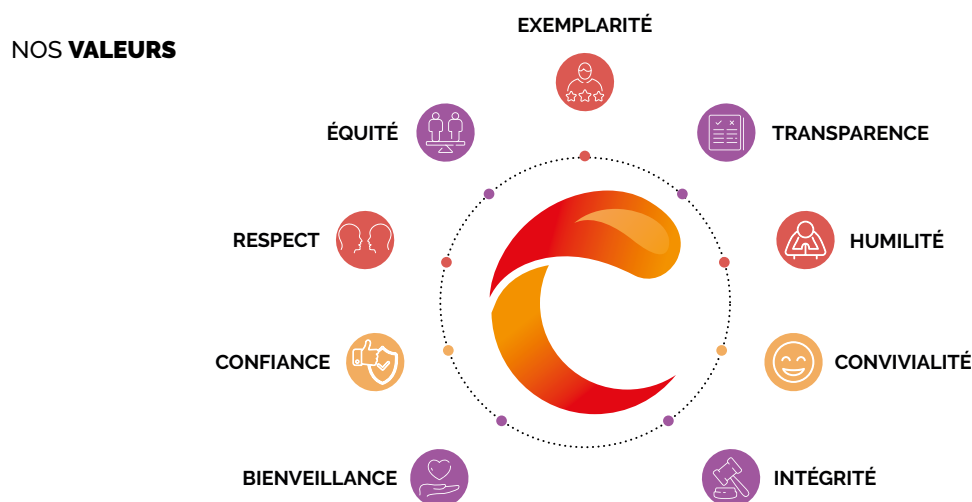 NOS VALEURS
EXEMPLARITÉ
ÉQUITÉ
TRANSPARENCE
RESPECT
HUMILITÉ
CONFIANCE
CONVIVIALITÉ
BIENVEILLANCE
INTÉGRITÉ